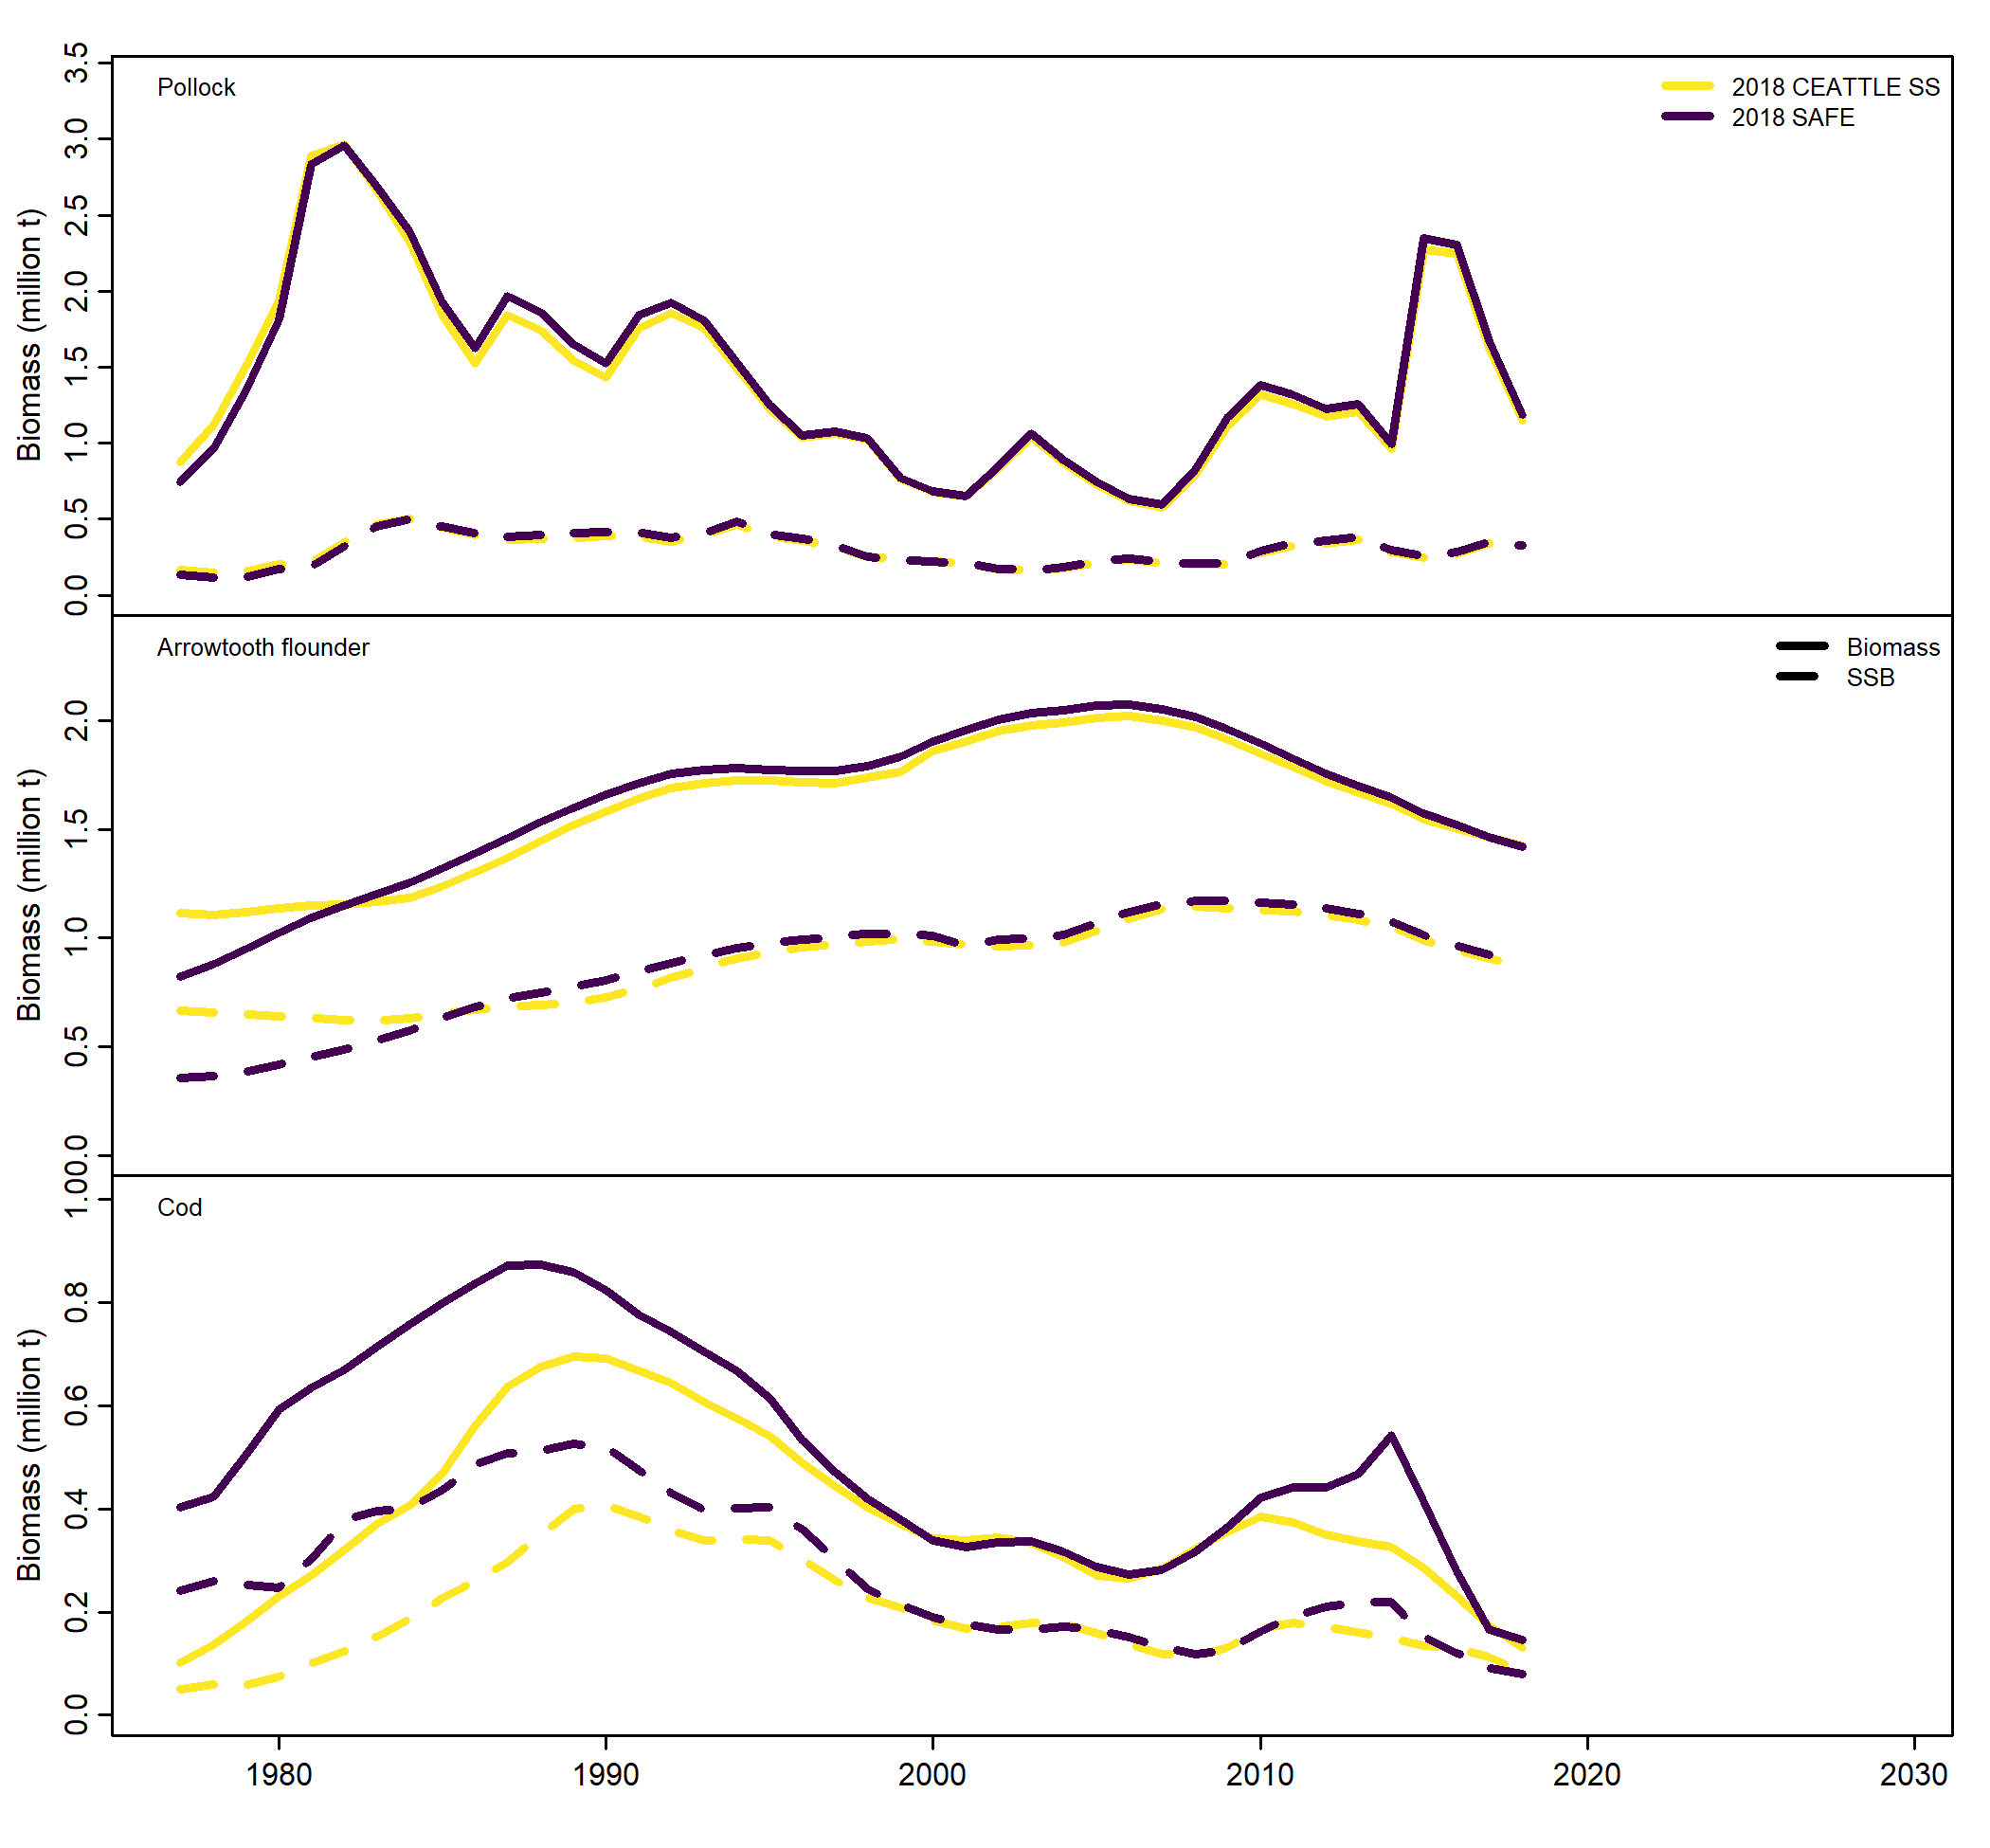 Pollock
2018 CEATTLE SS
2018 SAFE
Biomass (million t)
3.5
3.0
2.5
2.0
1.5
1.0
0.5
0.0
Arrowtooth flounder
Biomass
SSB
Biomass (million t)
2.0
1.5
1.0
0.5
0.0
Cod
Biomass (million t)
1.0
0.8
0.6
0.4
0.2
0.0
1980 1990 2000 2010 2020 2030